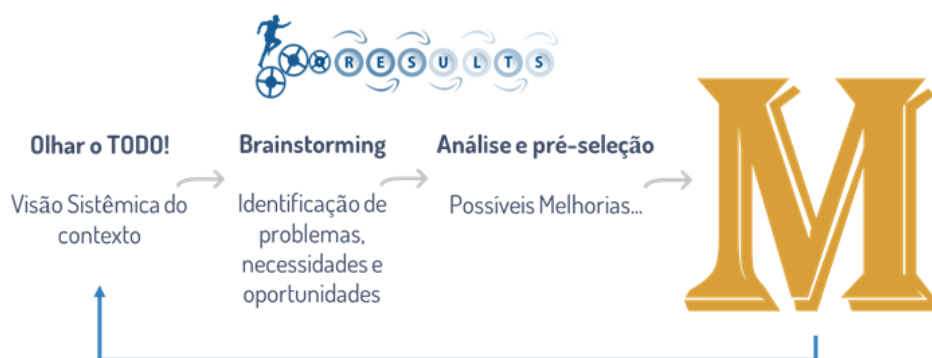 RESULTS
Olhar o TODO!
Visão Sistêmica do
contexto
Brainstorming
Identificação de
problemas,
necessidades e
oportunidades
Análise e pré-seleção
Possíveis Melhorias...
M